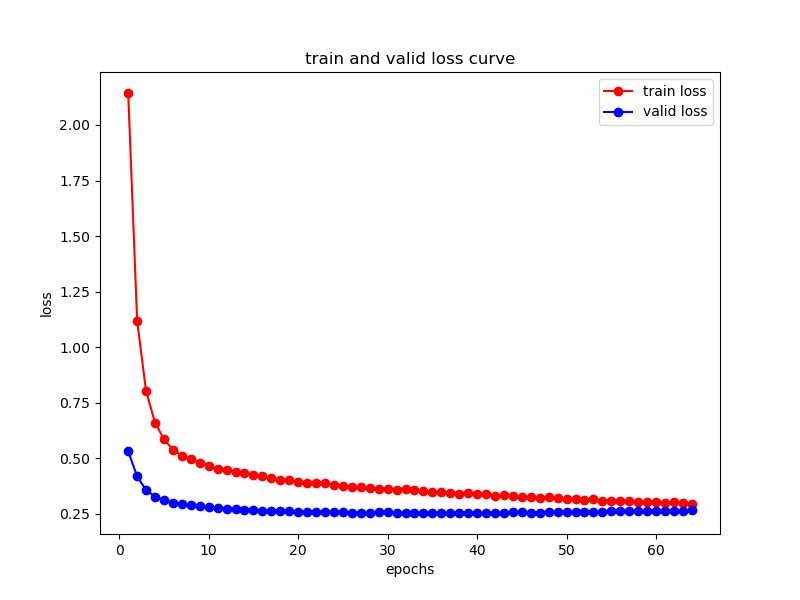 train and valid loss curve
train loss
valid loss
2.00
1.75
1.50
1.25
1.00
0.75
0.50
0.25
loss
0 10 20 30 40 50 60
epochs